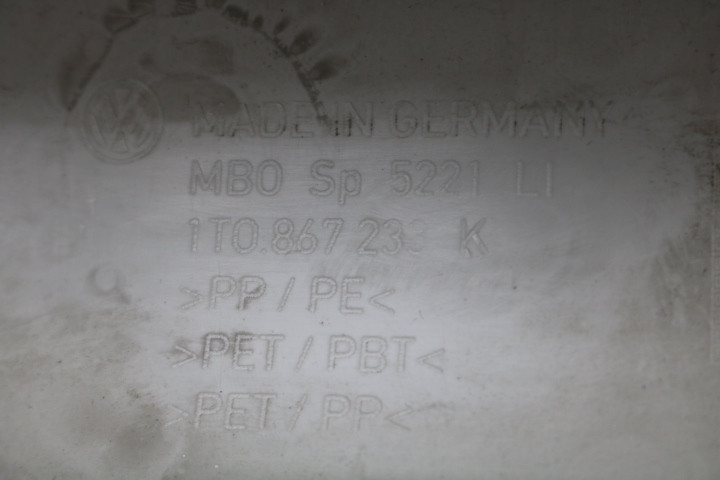 MADE IN GERMANY
MBO Sp 5221 LI
1T0.867 233 K
>PP / PE<
>PET / PBT<
>PET / PP<